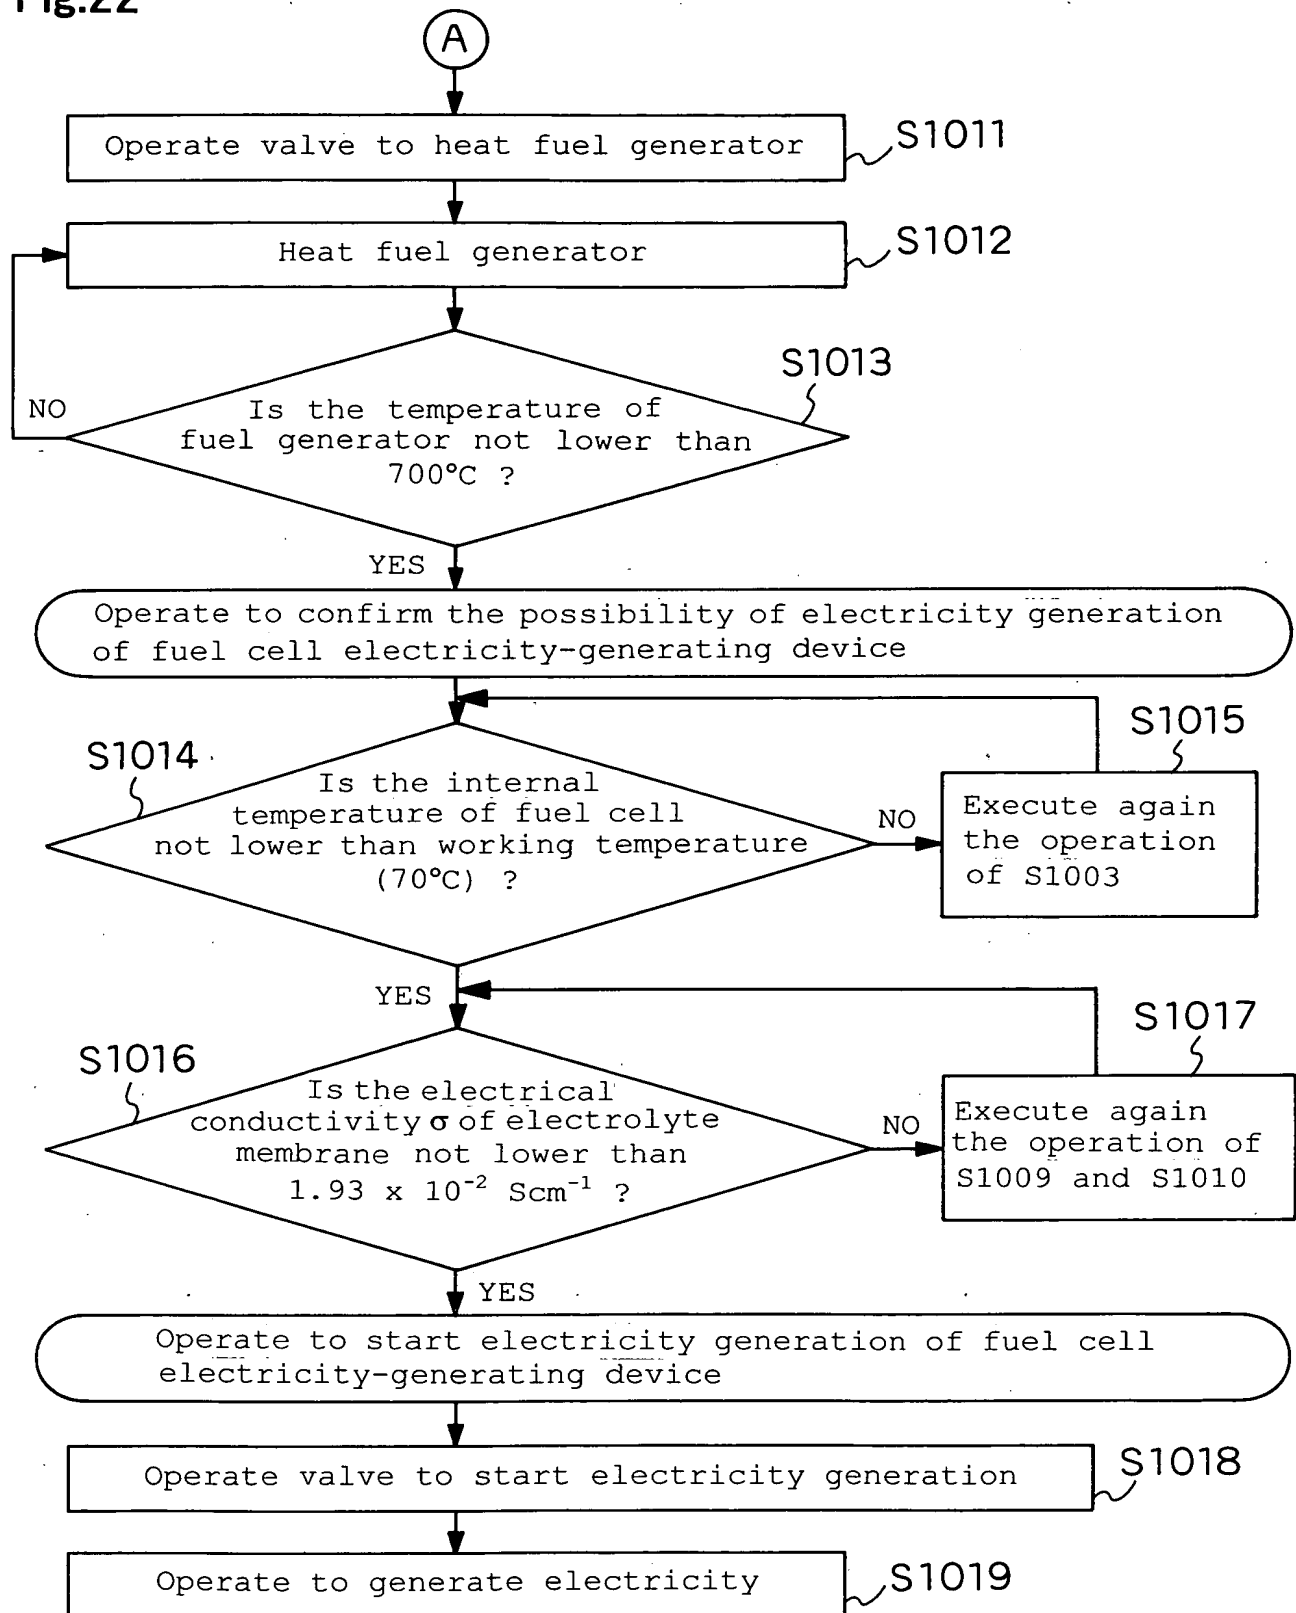 Fig.22
A
Operate valve to heat fuel generator
S1011
Heat fuel generator
S1012
S1013
NO
Is the temperature of
fuel generator not lower than
700°C ?
YES
Operate to confirm the possibility of electricity generation
of fuel cell electricity-generating device
S1014
S1015
Is the internal
temperature of fuel cell
not lower than working temperature
(70°C) ?
NO
Execute again
the operation
of S1003
YES
S1016
S1017
Is the electrical
conductivity σ of electrolyte
membrane not lower than
1.93 x 10⁻² Scm⁻¹ ?
NO
Execute again
the operation of
S1009 and S1010
YES
Operate to start electricity generation of fuel cell
electricity-generating device
Operate valve to start electricity generation
S1018
Operate to generate electricity
S1019